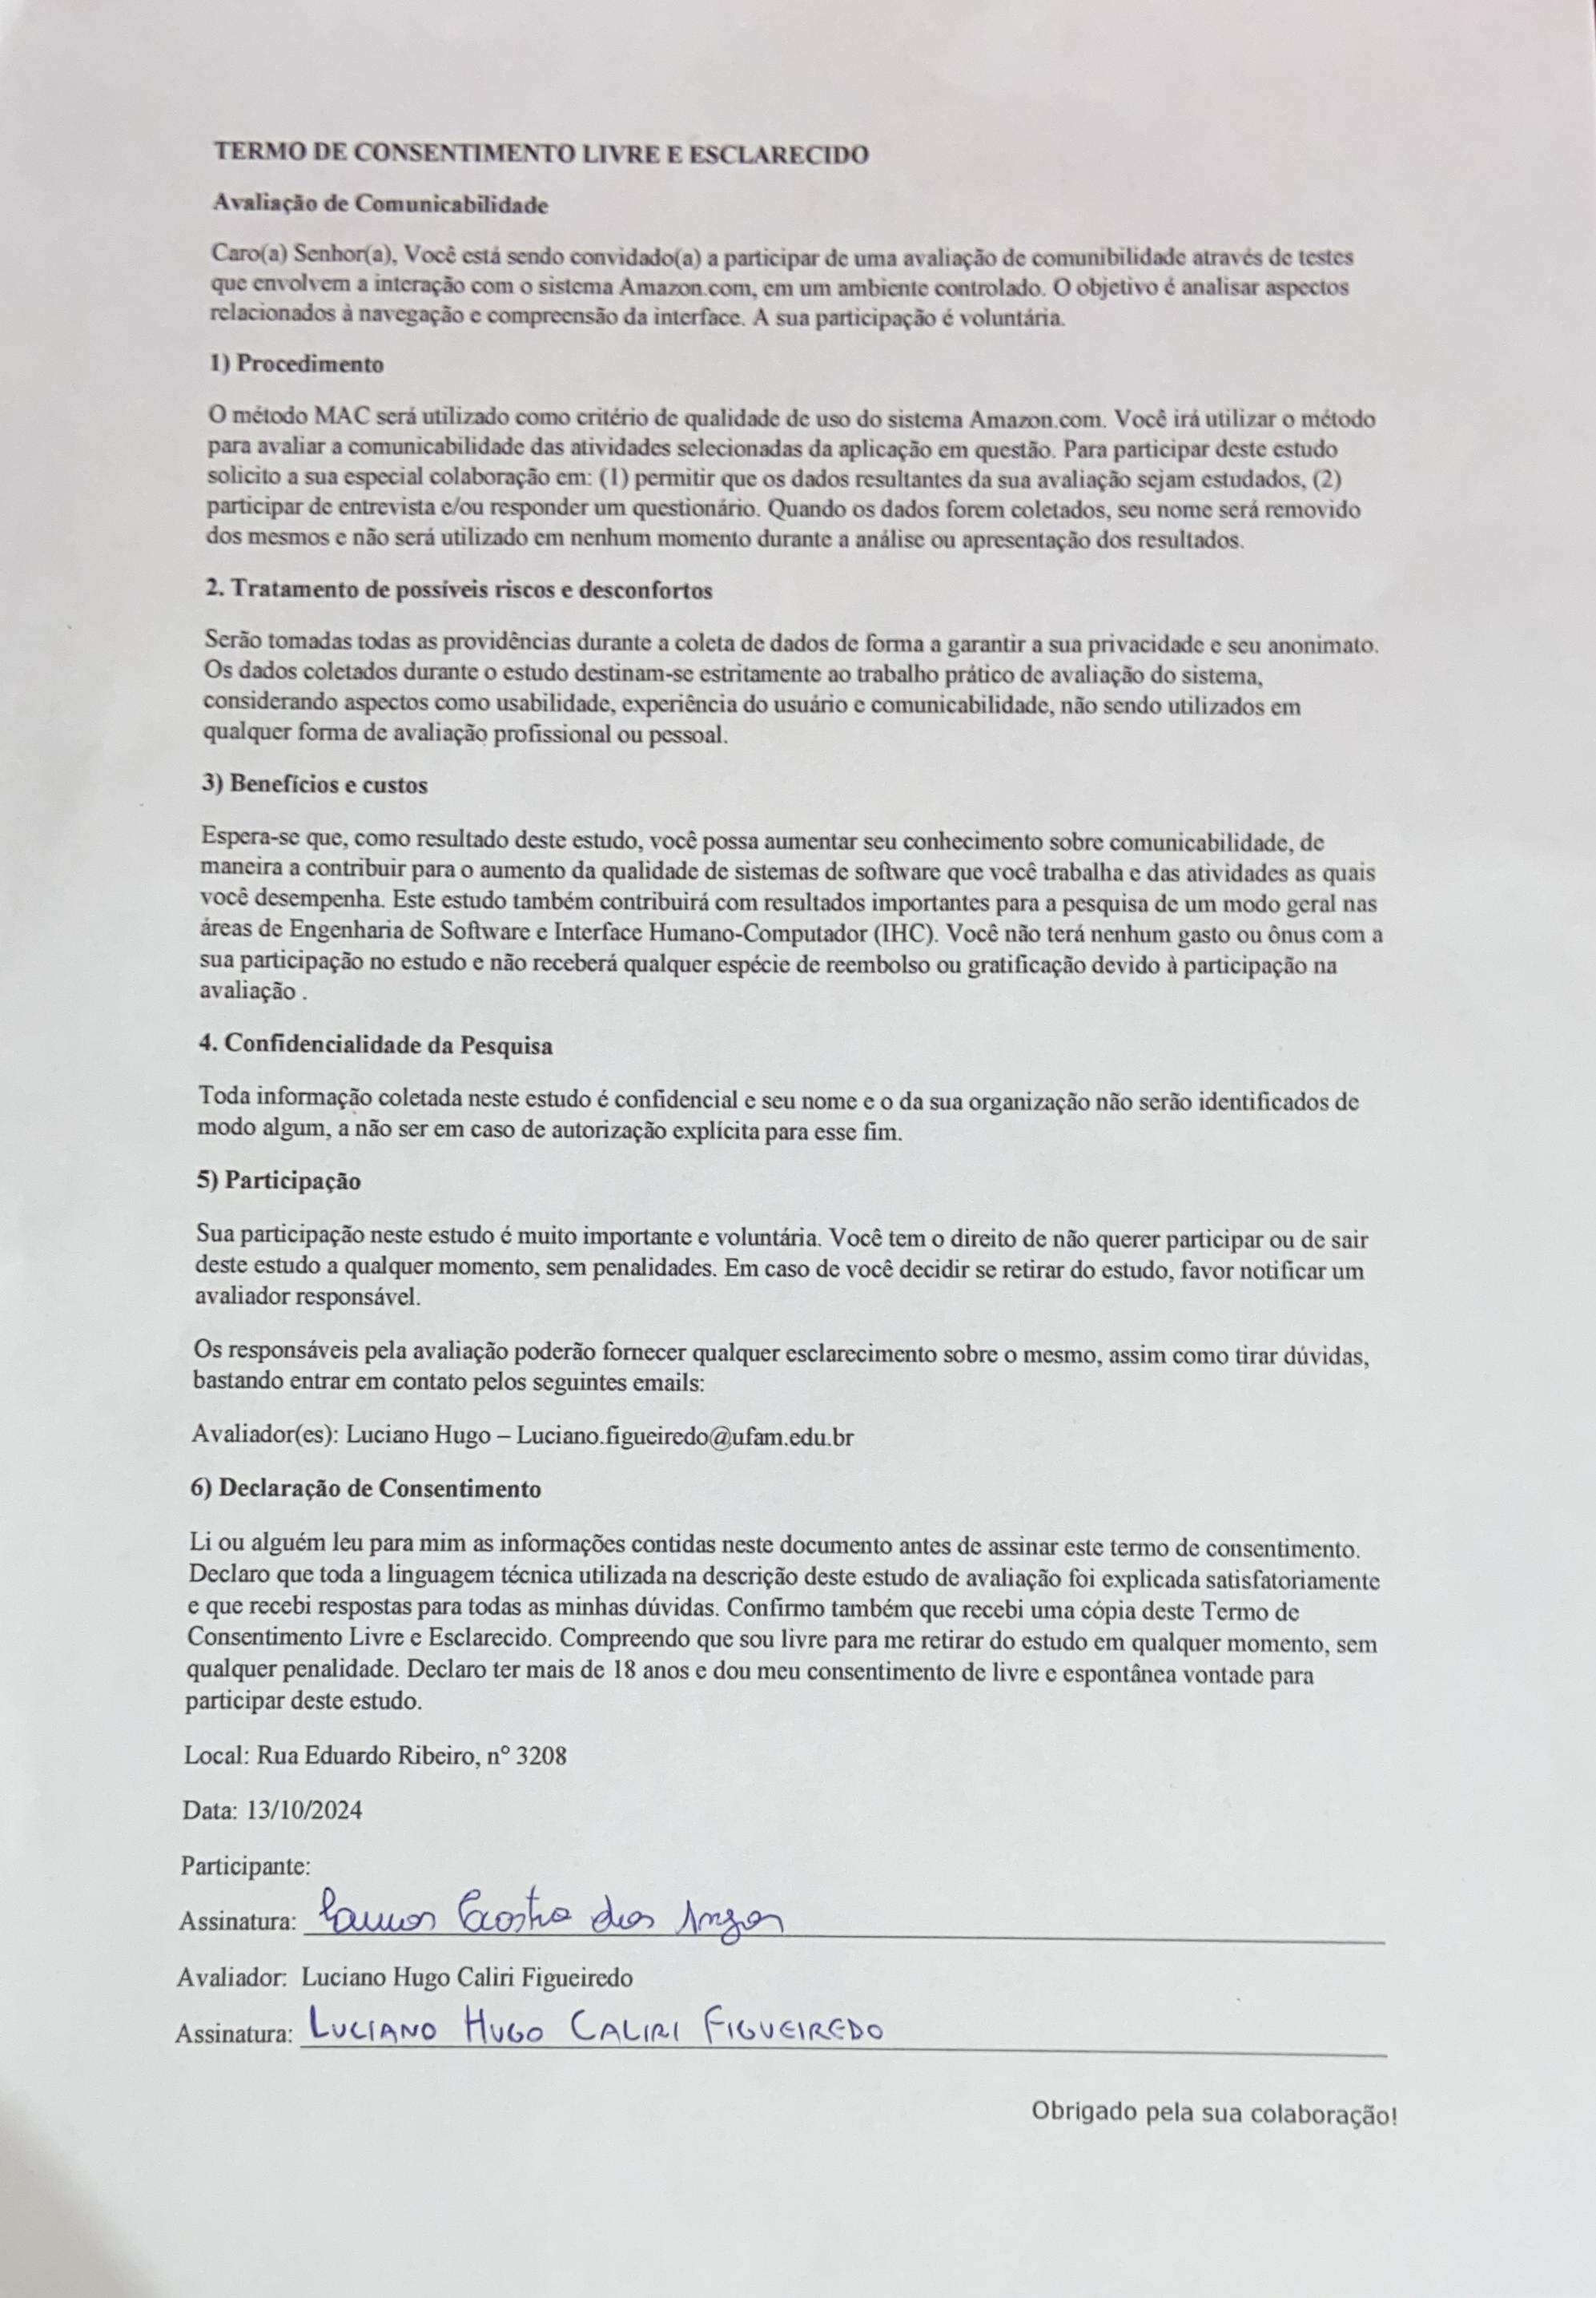 TERMO DE CONSENTIMENTO LIVRE E ESCLARECIDO
Avaliação de Comunicabilidade
Caro(a) Senhor(a), Você está sendo convidado(a) a participar de uma avaliação de comunibilidade através de testes
que envolvem a interação com o sistema Amazon.com, em um ambiente controlado. O objetivo é analisar aspectos
relacionados à navegação e compreensão da interface. A sua participação é voluntária.
1) Procedimento
O método MAC será utilizado como critério de qualidade de uso do sistema Amazon.com. Você irá utilizar o método
para avaliar a comunicabilidade das atividades selecionadas da aplicação em questão. Para participar deste estudo
solicito a sua especial colaboração em: (1) permitir que os dados resultantes da sua avaliação sejam estudados, (2)
participar de entrevista e/ou responder um questionário. Quando os dados forem coletados, seu nome será removido
dos mesmos e não será utilizado em nenhum momento durante a análise ou apresentação dos resultados.
2. Tratamento de possíveis riscos e desconfortos
Serão tomadas todas as providências durante a coleta de dados de forma a garantir a sua privacidade e seu anonimato.
Os dados coletados durante o estudo destinam-se estritamente ao trabalho prático de avaliação do sistema,
considerando aspectos como usabilidade, experiência do usuário e comunicabilidade, não sendo utilizados em
qualquer forma de avaliação profissional ou pessoal.
3) Benefícios e custos
Espera-se que, como resultado deste estudo, você possa aumentar seu conhecimento sobre comunicabilidade, de
maneira a contribuir para o aumento da qualidade de sistemas de software que você trabalha e das atividades as quais
você desempenha. Este estudo também contribuirá com resultados importantes para a pesquisa de um modo geral nas
áreas de Engenharia de Software e Interface Humano-Computador (IHC). Você não terá nenhum gasto ou ônus com a
sua participação no estudo e não receberá qualquer espécie de reembolso ou gratificação devido à participação na
avaliação .
4. Confidencialidade da Pesquisa
Toda informação coletada neste estudo é confidencial e seu nome e o da sua organização não serão identificados de
modo algum, a não ser em caso de autorização explícita para esse fim.
5) Participação
Sua participação neste estudo é muito importante e voluntária. Você tem o direito de não querer participar ou de sair
deste estudo a qualquer momento, sem penalidades. Em caso de você decidir se retirar do estudo, favor notificar um
avaliador responsável.
Os responsáveis pela avaliação poderão fornecer qualquer esclarecimento sobre o mesmo, assim como tirar dúvidas,
bastando entrar em contato pelos seguintes emails:
Avaliador(es): Luciano Hugo – Luciano.figueiredo@ufam.edu.br
6) Declaração de Consentimento
Li ou alguém leu para mim as informações contidas neste documento antes de assinar este termo de consentimento.
Declaro que toda a linguagem técnica utilizada na descrição deste estudo de avaliação foi explicada satisfatoriamente
e que recebi respostas para todas as minhas dúvidas. Confirmo também que recebi uma cópia deste Termo de
Consentimento Livre e Esclarecido. Compreendo que sou livre para me retirar do estudo em qualquer momento, sem
qualquer penalidade. Declaro ter mais de 18 anos e dou meu consentimento de livre e espontânea vontade para
participar deste estudo.
Local: Rua Eduardo Ribeiro, nº 3208
Data: 13/10/2024
Participante:
Assinatura: dos
Avaliador: Luciano Hugo Caliri Figueiredo
Assinatura: LUCIANO HUGO CALIRI FIGUEIREDO
Obrigado pela sua colaboração!